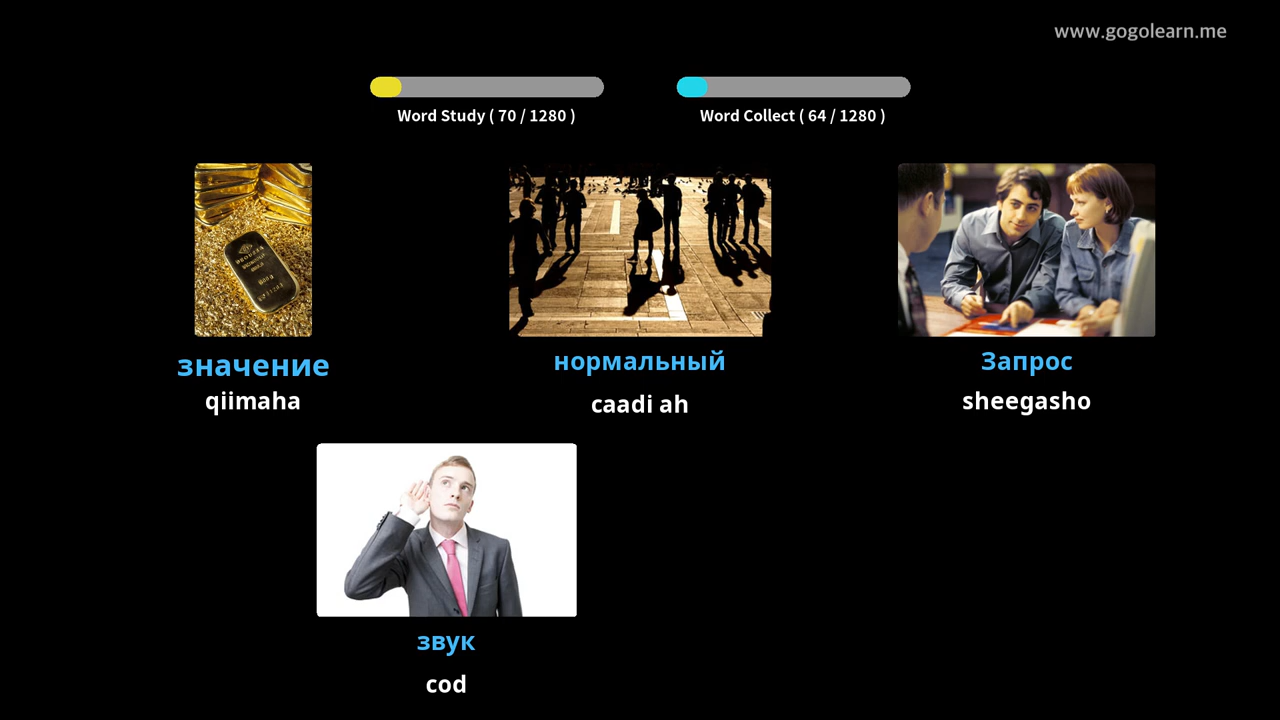 www.gogolearn.me
Word Study ( 70 / 1280 )
Word Collect ( 64 / 1280 )
значение
qiimaha
нормальный
caadi ah
Запрос
sheegasho
звук
cod